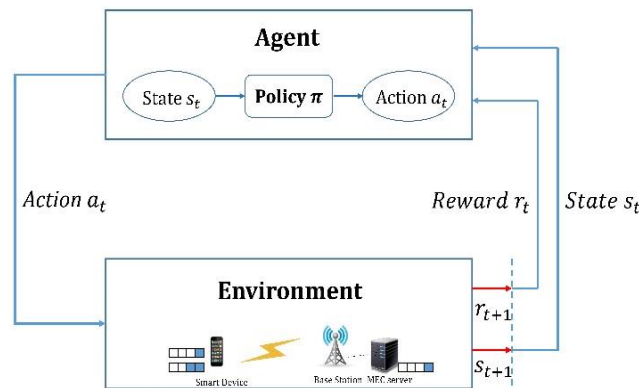 Agent
State s_t
Policy π
Action a_t
Action a_t
Reward r_t
State s_t
Environment
r_{t+1}
s_{t+1}
Smart Device
Base Station
MEC server